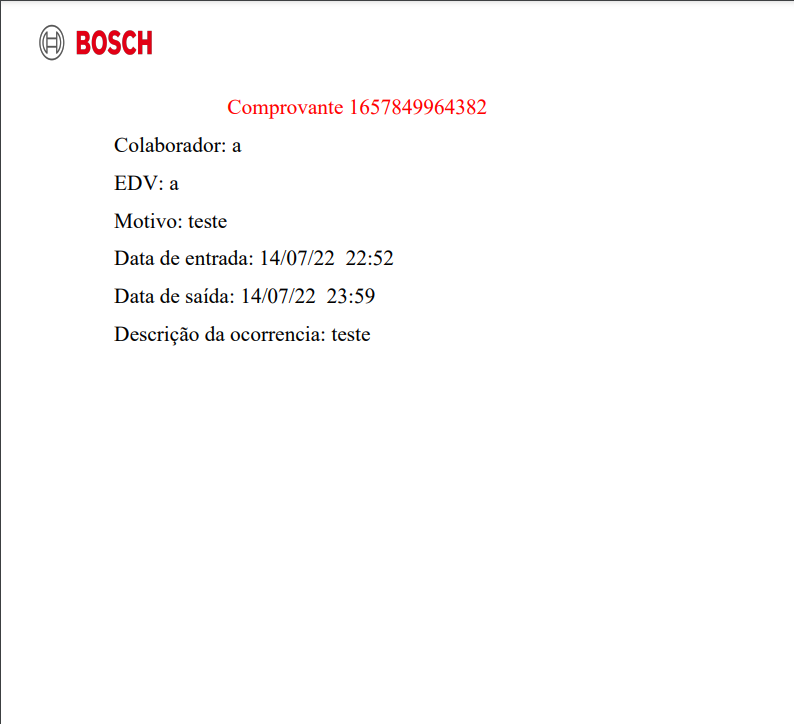 BOSCH
Comprovante 1657849964382
Colaborador: a
EDV: a
Motivo: teste
Data de entrada: 14/07/22  22:52
Data de saída: 14/07/22  23:59
Descrição da ocorrencia: teste